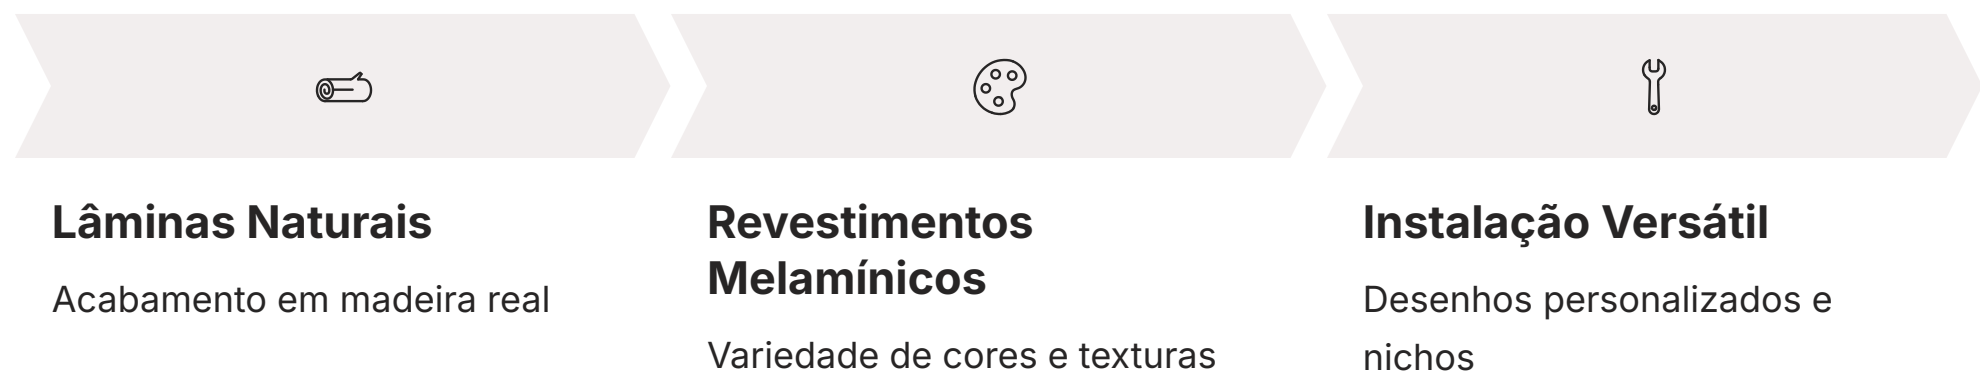 Lâminas Naturais
Acabamento em madeira real
Revestimentos
Melamínicos
Variedade de cores e texturas
Instalação Versátil
Desenhos personalizados e
nichos